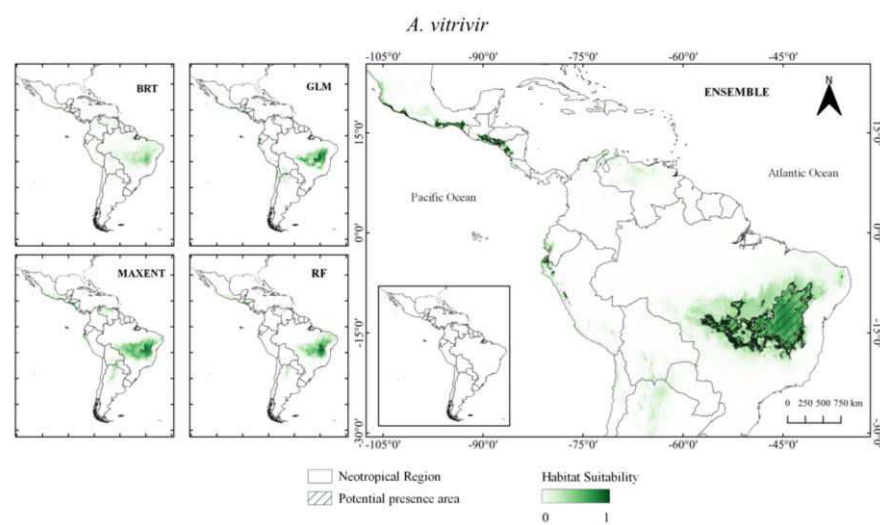 A. vitrivir
BRT
GLM
MAXENT
RF
-105°0' -90°0' -75°0' -60°0' -45°0'
ENSEMBLE
N
Atlantic Ocean
Pacific Ocean
15°0'
0°0'
-15°0'
-30°0'
0 250 500 750 km
-105°0' -90°0' -75°0' -60°0' -45°0'
Neotropical Region
Potential presence area
Habitat Suitability
0 1